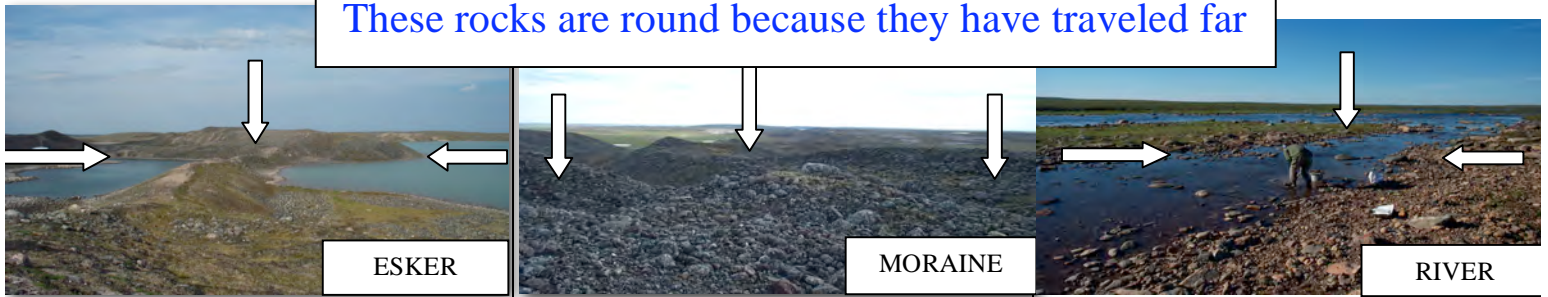 These rocks are round because they have traveled far
ESKER
MORAINE
RIVER